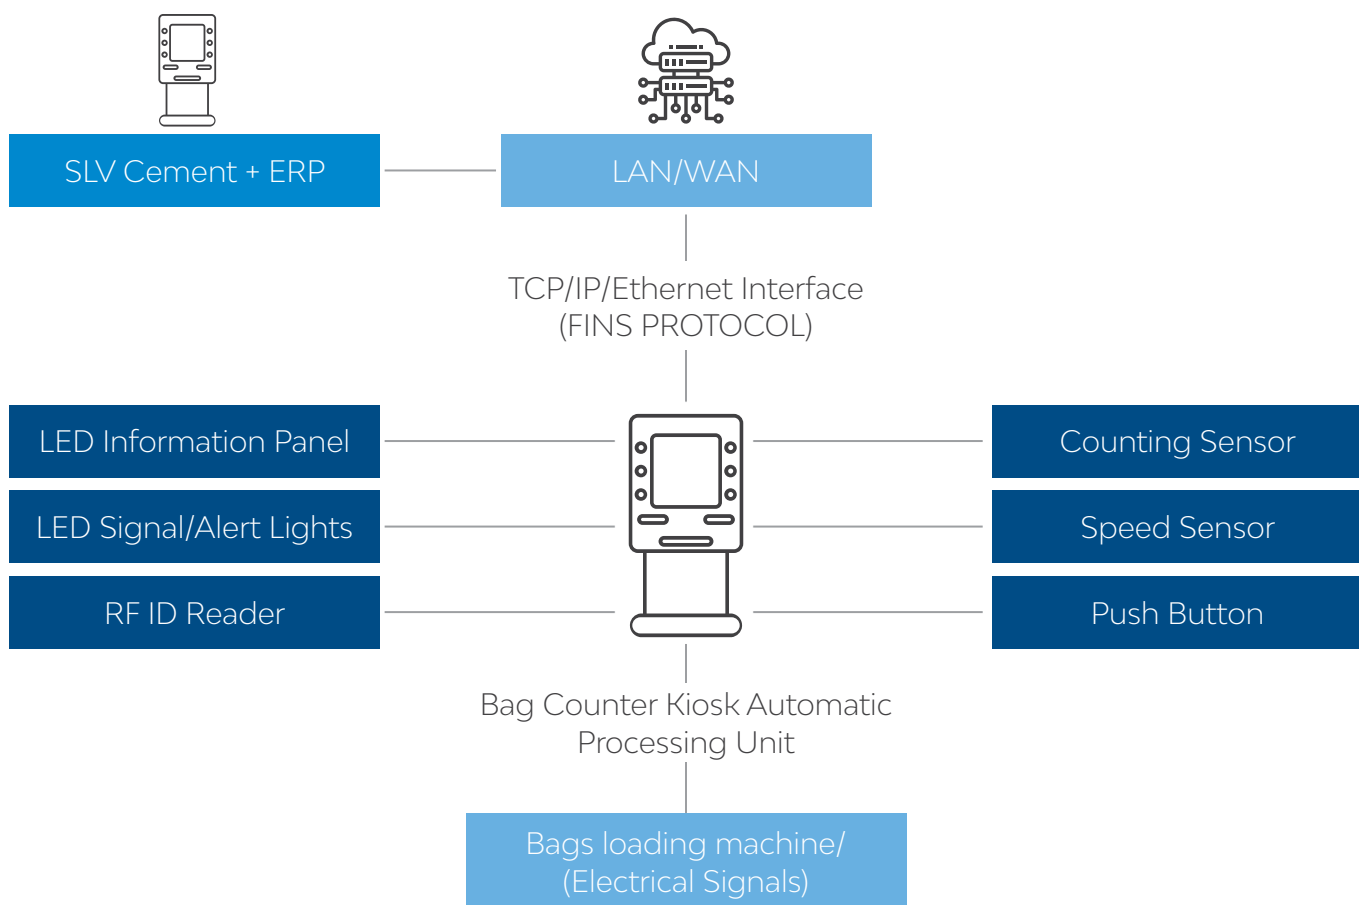 SLV Cement + ERP
LAN/WAN
TCP/IP/Ethernet Interface
(FINS PROTOCOL)
LED Information Panel
Counting Sensor
LED Signal/Alert Lights
Speed Sensor
RF ID Reader
Push Button
Bag Counter Kiosk Automatic
Processing Unit
Bags loading machine/
(Electrical Signals)